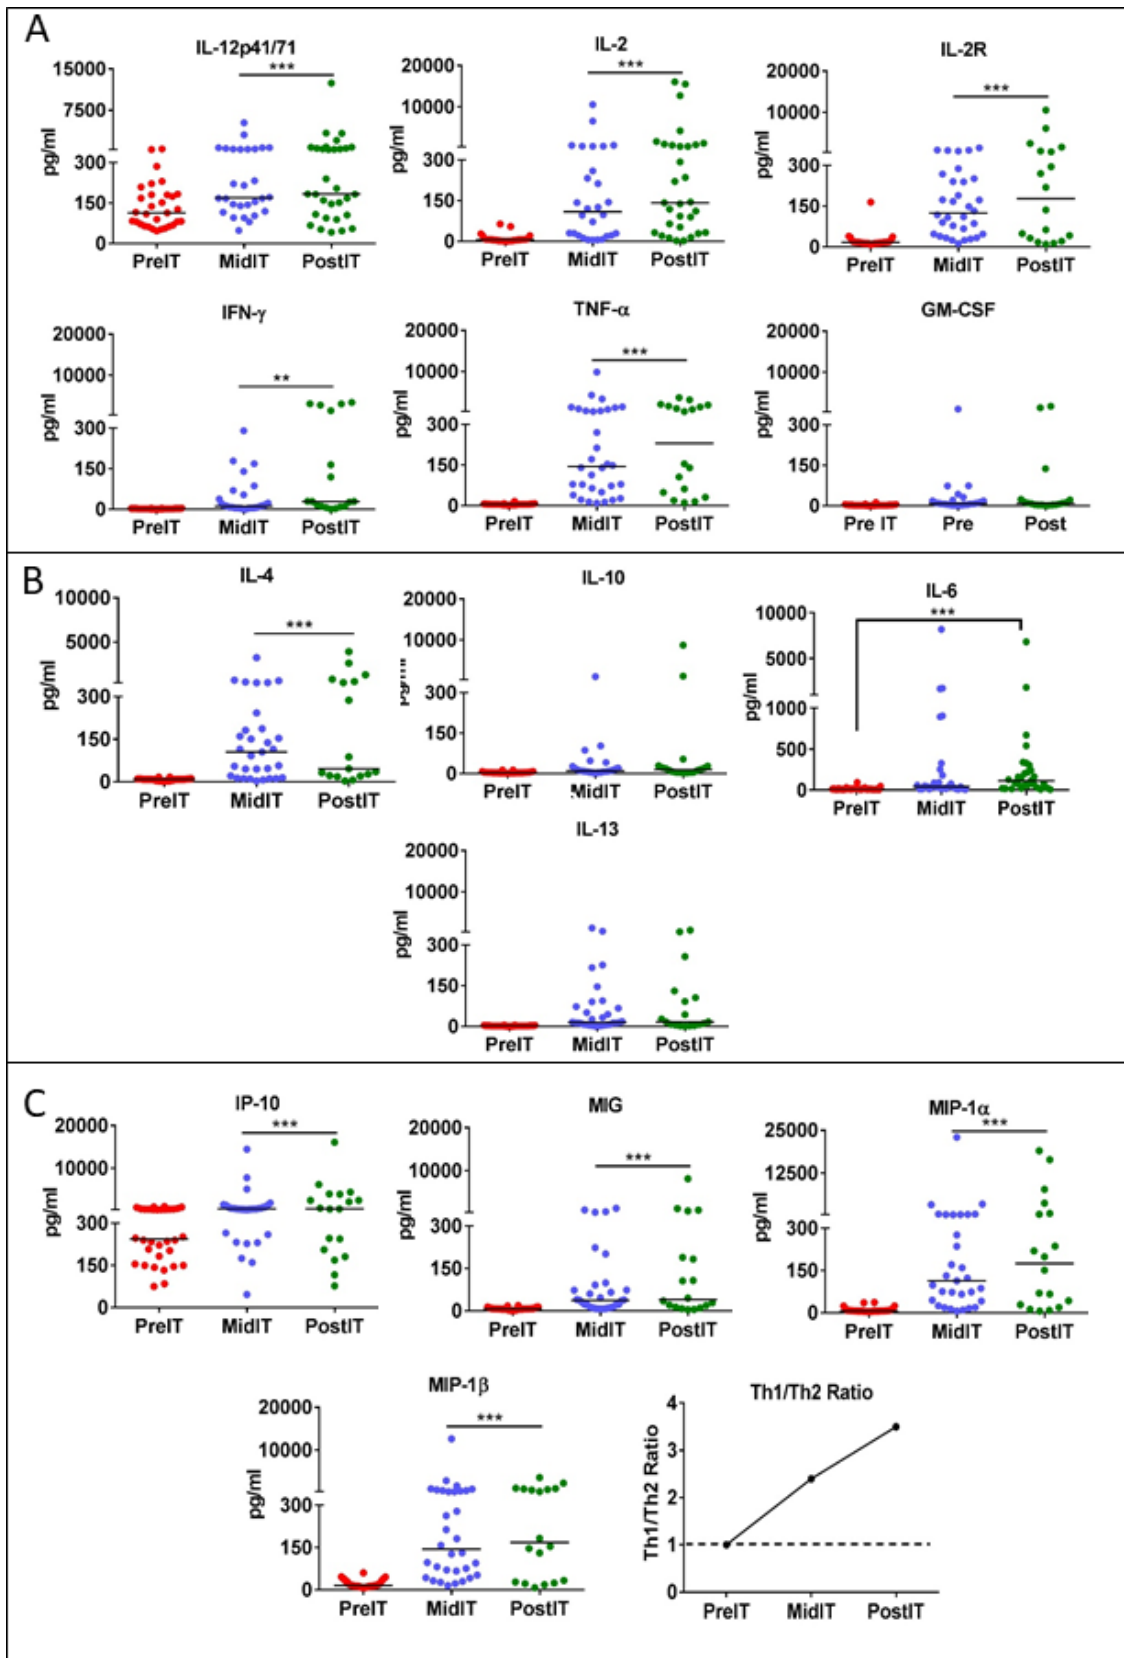 A
IL-12p41/71
15000
7500
300
150
0
pg/ml
***
PreIT MidIT PostIT
IL-2
20000
10000
300
150
0
pg/ml
***
PreIT MidIT PostIT
IL-2R
20000
10000
300
150
0
pg/ml
***
PreIT MidIT PostIT
IFN-γ
20000
10000
300
150
0
pg/ml
**
PreIT MidIT PostIT
TNF-α
20000
10000
300
150
0
pg/ml
***
PreIT MidIT PostIT
GM-CSF
20000
10000
300
150
0
pg/ml
Pre IT Pre Post
B
IL-4
10000
5000
300
150
0
pg/ml
***
PreIT MidIT PostIT
IL-10
20000
10000
300
150
0
pg/ml
PreIT MidIT PostIT
IL-6
10000
5000
1000
500
0
pg/ml
***
PreIT MidIT PostIT
IL-13
20000
10000
300
150
0
pg/ml
PreIT MidIT PostIT
C
IP-10
20000
10000
300
150
0
pg/ml
***
PreIT MidIT PostIT
MIG
20000
10000
300
150
0
pg/ml
***
PreIT MidIT PostIT
MIP-1α
25000
12500
300
150
0
pg/ml
***
PreIT MidIT PostIT
MIP-1β
20000
10000
300
150
0
pg/ml
***
PreIT MidIT PostIT
Th1/Th2 Ratio
4
3
2
1
0
Th1/Th2 Ratio
PreIT MidIT PostIT